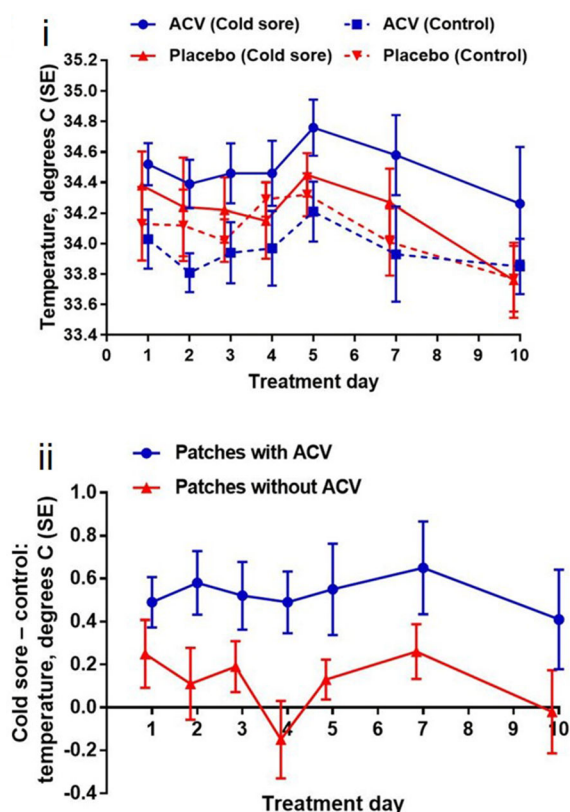 i
ACV (Cold sore)
ACV (Control)
Placebo (Cold sore)
Placebo (Control)
Temperature, degrees C (SE)
35.2
35.0
34.8
34.6
34.4
34.2
34.0
33.8
33.6
33.4
0 1 2 3 4 5 6 7 8 9 10
Treatment day
ii
Patches with ACV
Patches without ACV
Cold sore – control:
temperature, degrees C (SE)
1.0
0.8
0.6
0.4
0.2
0.0
-0.2
-0.4
1 2 3 4 5 6 7 8 9 10
Treatment day